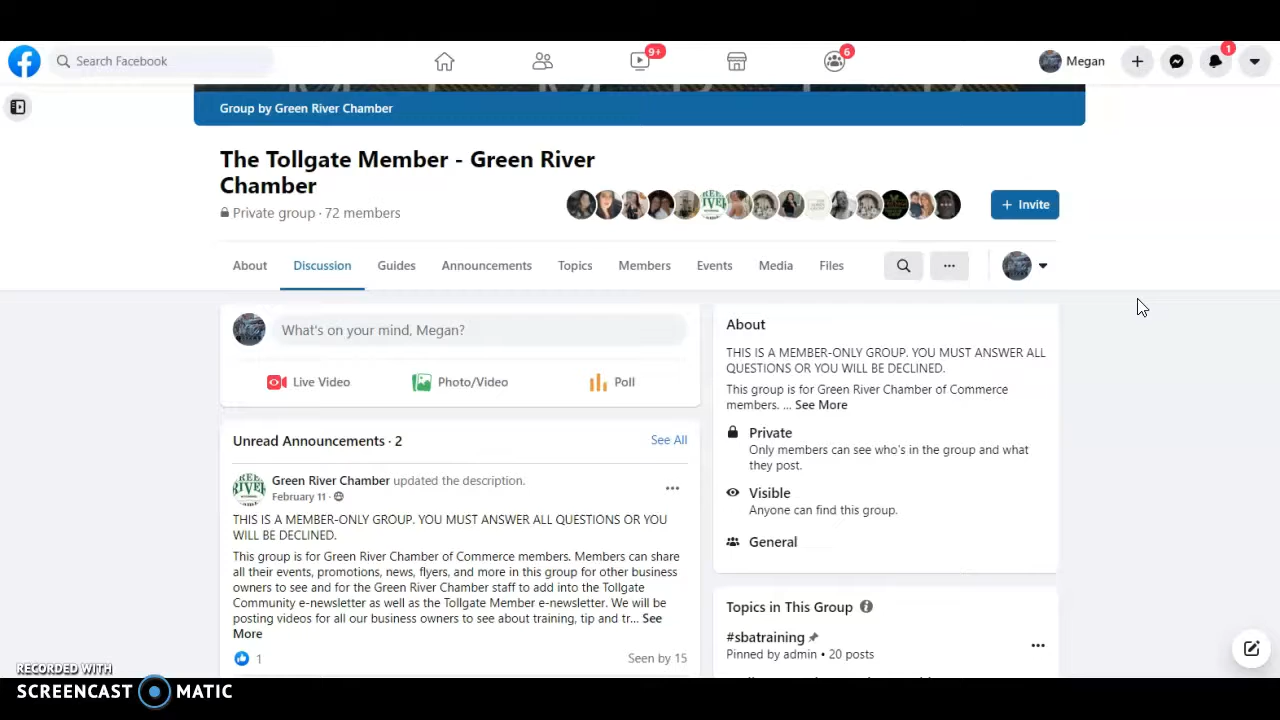 Search Facebook
9+
6
Megan
1
Group by Green River Chamber
The Tollgate Member - Green River
Chamber
Private group · 72 members
+ Invite
About
Discussion
Guides
Announcements
Topics
Members
Events
Media
Files
What's on your mind, Megan?
Live Video
Photo/Video
Poll
Unread Announcements · 2
See All
Green River Chamber updated the description.
February 11 ·
THIS IS A MEMBER-ONLY GROUP. YOU MUST ANSWER ALL QUESTIONS OR YOU
WILL BE DECLINED.
This group is for Green River Chamber of Commerce members. Members can share
all their events, promotions, news, flyers, and more in this group for other business
owners to see and for the Green River Chamber staff to add into the Tollgate
Community e-newsletter as well as the Tollgate Member e-newsletter. We will be
posting videos for all our business owners to see about training, tip and tr... See
More
1
Seen by 15
About
THIS IS A MEMBER-ONLY GROUP. YOU MUST ANSWER ALL
QUESTIONS OR YOU WILL BE DECLINED.
This group is for Green River Chamber of Commerce
members. ... See More
Private
Only members can see who's in the group and what
they post.
Visible
Anyone can find this group.
General
Topics in This Group
#sbatraining
Pinned by admin • 20 posts
RECORDED WITH
SCREENCAST MATIC